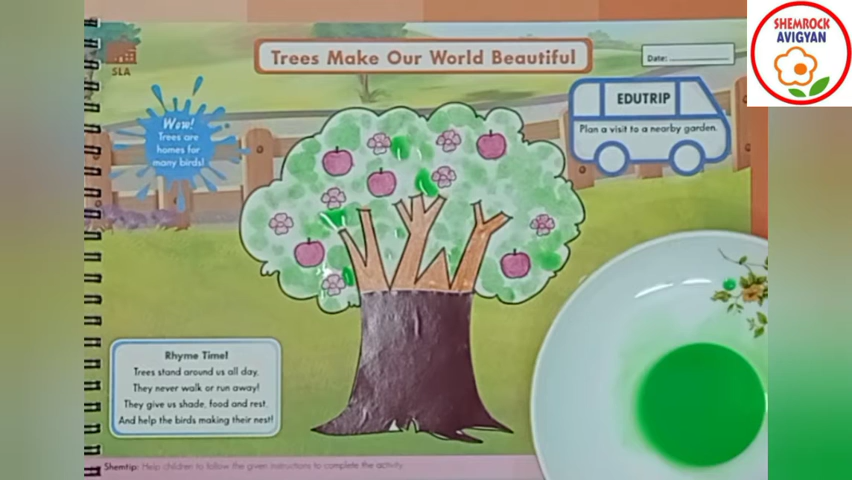 SHEMROCK
AVIGYAN
SLA
Trees Make Our World Beautiful
Date:
Wow!
Trees are
homes for
many birds!
EDUTRIP
Plan a visit to a nearby garden.
Rhyme Time!
Trees stand around us all day,
They never walk or run away!
They give us shade, food and rest,
And help the birds making their nest!
Shemtip: Help children to follow the given instructions to complete the activity.